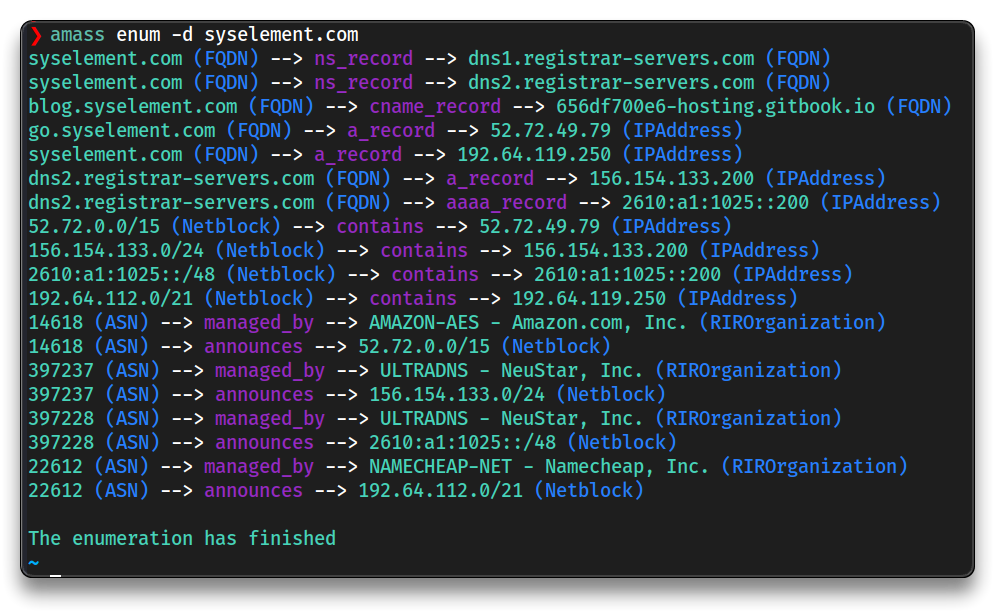 ❯ amass enum -d syselement.com
syselement.com (FQDN) --> ns_record --> dns1.registrar-servers.com (FQDN)
syselement.com (FQDN) --> ns_record --> dns2.registrar-servers.com (FQDN)
blog.syselement.com (FQDN) --> cname_record --> 656df700e6-hosting.gitbook.io (FQDN)
go.syselement.com (FQDN) --> a_record --> 52.72.49.79 (IPAddress)
syselement.com (FQDN) --> a_record --> 192.64.119.250 (IPAddress)
dns2.registrar-servers.com (FQDN) --> a_record --> 156.154.133.200 (IPAddress)
dns2.registrar-servers.com (FQDN) --> aaaa_record --> 2610:a1:1025::200 (IPAddress)
52.72.0.0/15 (Netblock) --> contains --> 52.72.49.79 (IPAddress)
156.154.133.0/24 (Netblock) --> contains --> 156.154.133.200 (IPAddress)
2610:a1:1025::/48 (Netblock) --> contains --> 2610:a1:1025::200 (IPAddress)
192.64.112.0/21 (Netblock) --> contains --> 192.64.119.250 (IPAddress)
14618 (ASN) --> managed_by --> AMAZON-AES - Amazon.com, Inc. (RIROrganization)
14618 (ASN) --> announces --> 52.72.0.0/15 (Netblock)
397237 (ASN) --> managed_by --> ULTRADNS - NeuStar, Inc. (RIROrganization)
397237 (ASN) --> announces --> 156.154.133.0/24 (Netblock)
397228 (ASN) --> managed_by --> ULTRADNS - NeuStar, Inc. (RIROrganization)
397228 (ASN) --> announces --> 2610:a1:1025::/48 (Netblock)
22612 (ASN) --> managed_by --> NAMECHEAP-NET - Namecheap, Inc. (RIROrganization)
22612 (ASN) --> announces --> 192.64.112.0/21 (Netblock)
The enumeration has finished
~